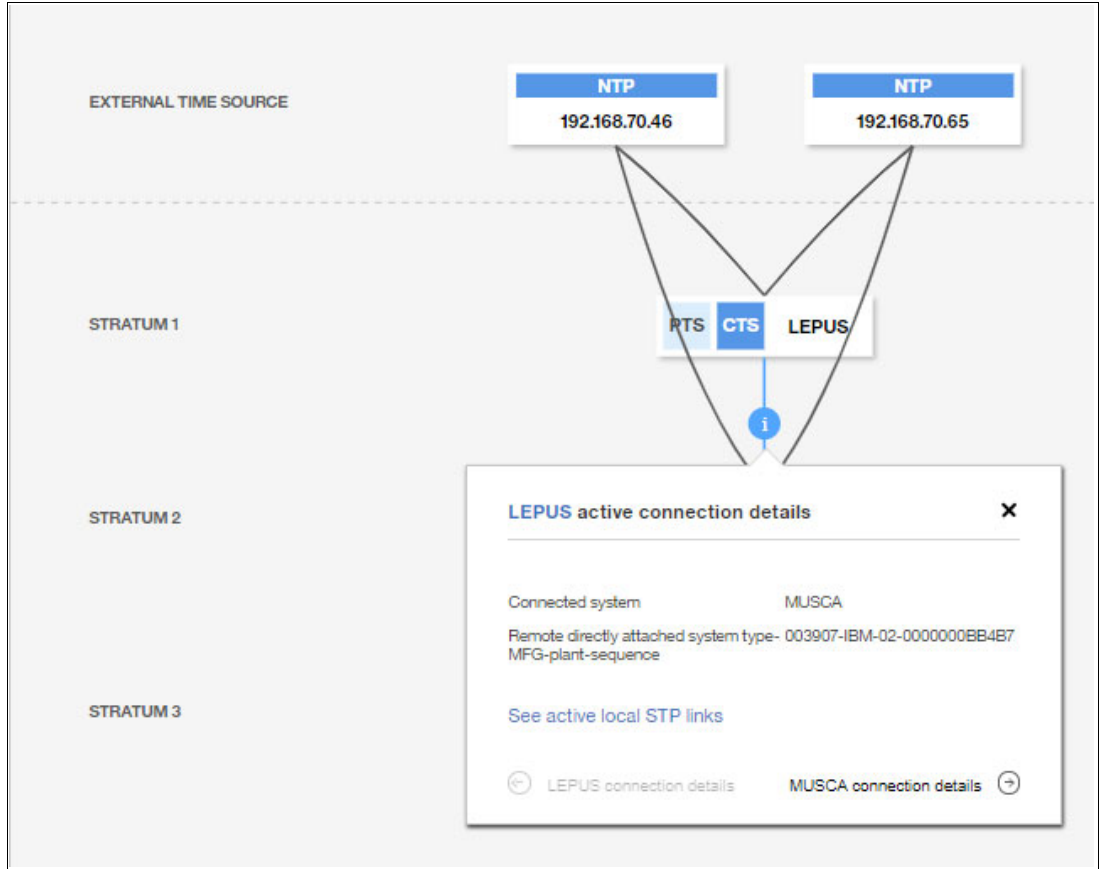 EXTERNAL TIME SOURCE
NTP
192.168.70.46
NTP
192.168.70.65
STRATUM 1
PTS CTS LEPUS
i
STRATUM 2
LEPUS active connection details
Connected system MUSCA
Remote directly attached system type- 003907-IBM-02-0000000BB4B7
MFG-plant-sequence
STRATUM 3
See active local STP links
LEPUS connection details MUSCA connection details